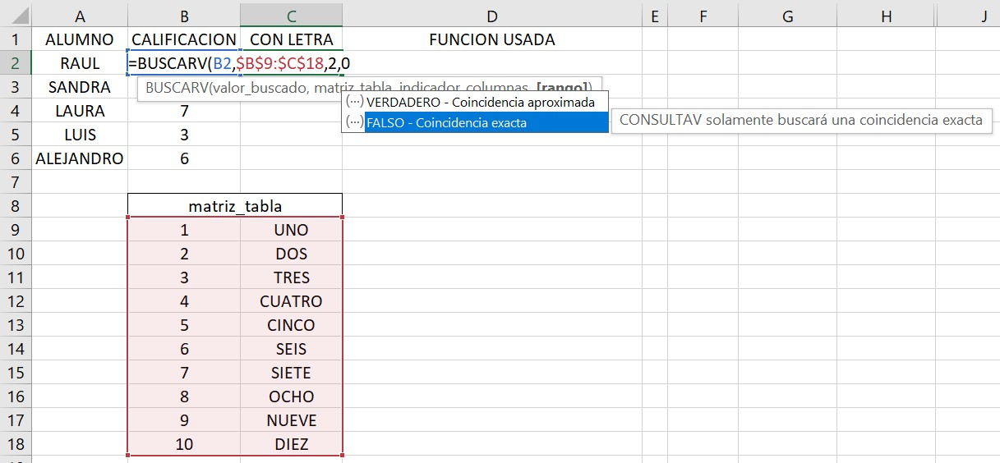 A B C D E F G H J
1 ALUMNO CALIFICACION CON LETRA FUNCION USADA
2 RAUL =BUSCARV(B2,$B$9:$C$18,2,0
3 SANDRA BUSCARV(valor_buscado, matriz_tabla, indicador_columnas, [rango])
(...) VERDADERO - Coincidencia aproximada
4 LAURA 7
(...) FALSO - Coincidencia exacta CONSULTAV solamente buscará una coincidencia exacta
5 LUIS 3
6 ALEJANDRO 6
7
8 matriz_tabla
9 1 UNO
10 2 DOS
11 3 TRES
12 4 CUATRO
13 5 CINCO
14 6 SEIS
15 7 SIETE
16 8 OCHO
17 9 NUEVE
18 10 DIEZ